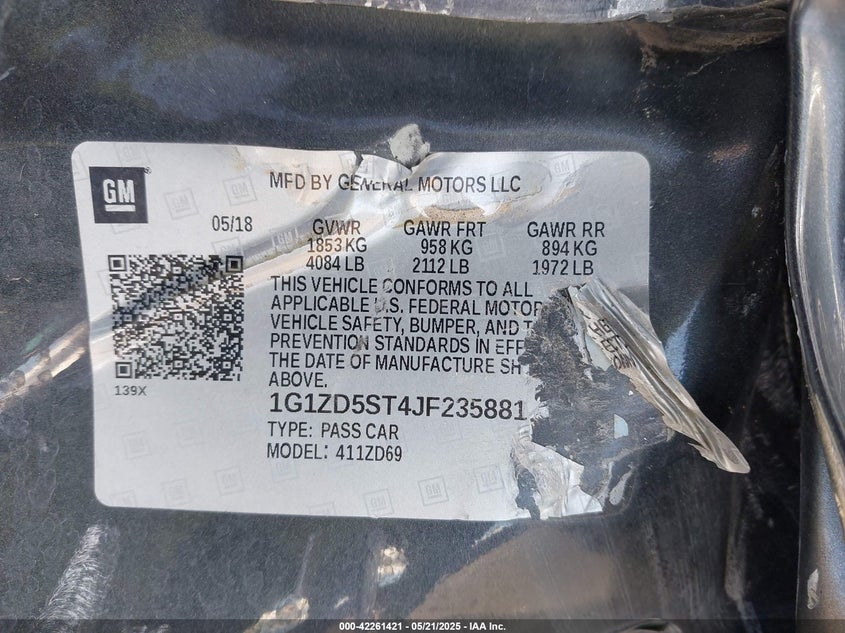 GM
MFD BY GENERAL MOTORS LLC
05/18 GVWR GAWR FRT GAWR RR
1853 KG 958 KG 894 KG
4084 LB 2112 LB 1972 LB
THIS VEHICLE CONFORMS TO ALL
APPLICABLE U.S. FEDERAL MOTOR
VEHICLE SAFETY, BUMPER, AND
PREVENTION STANDARDS IN EFF
THE DATE OF MANUFACTURE SH
ABOVE.
139X
1G1ZD5ST4JF235881
TYPE: PASS CAR
MODEL: 411ZD69
000-42261421 - 05/21/2025 - IAA Inc.